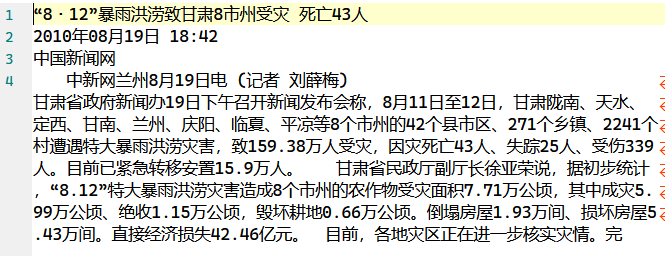 1 “8·12”暴雨洪涝致甘肃8市州受灾 死亡43人
2 2010年08月19日 18:42
3 中国新闻网
4 中新网兰州8月19日电 (记者 刘薛梅)
甘肃省政府新闻办19日下午召开新闻发布会称，8月11日至12日，甘肃陇南、天水、
定西、甘南、兰州、庆阳、临夏、平凉等8个市州的42个县市区、271个乡镇、2241个
村遭遇特大暴雨洪涝灾害，致159.38万人受灾，因灾死亡43人、失踪25人、受伤339
人。目前已紧急转移安置15.9万人。 甘肃省民政厅副厅长徐亚荣说，据初步统计
，“8.12”特大暴雨洪涝灾害造成8个市州的农作物受灾面积7.71万公顷，其中成灾5.
99万公顷、绝收1.15万公顷，毁坏耕地0.66万公顷。倒塌房屋1.93万间、损坏房屋5
.43万间。直接经济损失42.46亿元。 目前，各地灾区正在进一步核实灾情。完